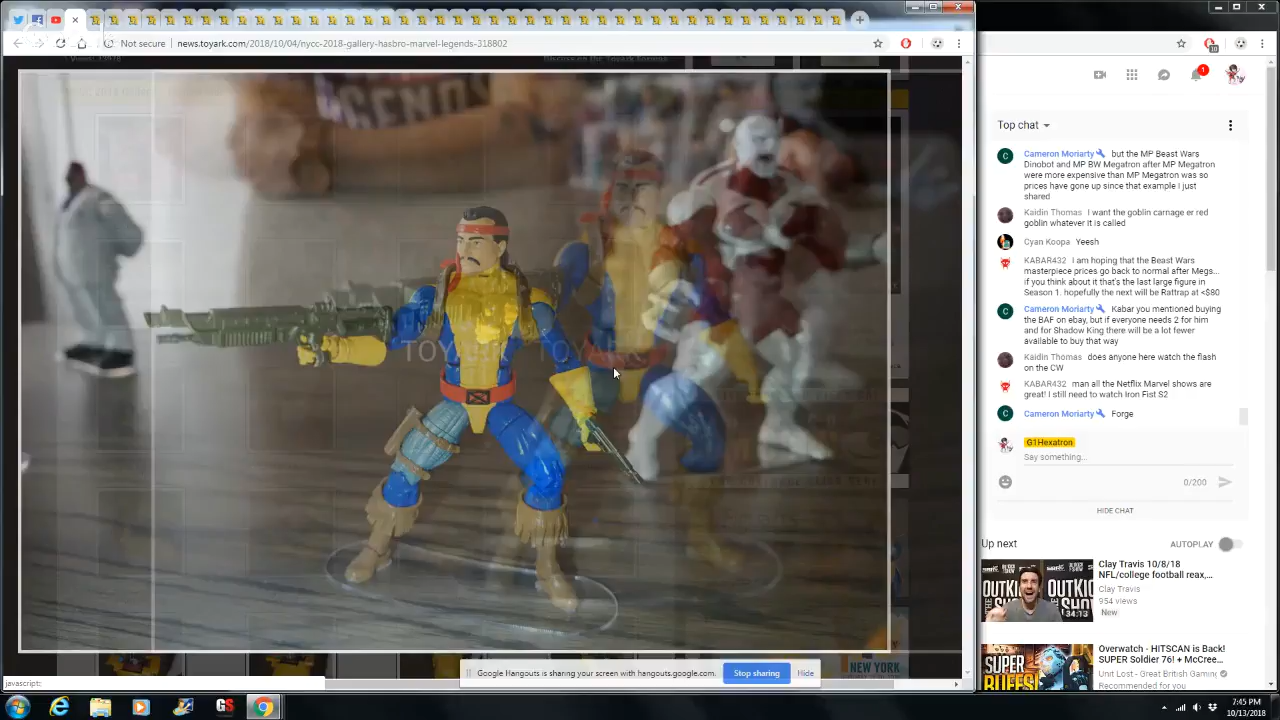 Not secure
news.toyark.com/2018/10/04/nycc-2018-gallery-hasbro-marvel-legends-318802
TOYARK
TOYARK
10
1
Top chat
Cameron Moriarty but the MP Beast Wars
Dinobot and MP BW Megatron after MP Megatron
were more expensive than MP Megatron was so
prices have gone up since that example I just
shared
Kaidin Thomas I want the goblin carnage er red
goblin whatever it is called
Cyan Koopa Yeesh
KABAR432 I am hoping that the Beast Wars
masterpiece prices go back to normal after Megs...
if you think about it that's the last large figure in
Season 1. hopefully the next will be Rattrap at <$80
Cameron Moriarty Kabar you mentioned buying
the BAF on ebay, but if everyone needs 2 for him
and for Shadow King there will be a lot fewer
available to buy that way
Kaidin Thomas does anyone here watch the flash
on the CW
KABAR432 man all the Netflix Marvel shows are
great! I still need to watch Iron Fist S2
Cameron Moriarty Forge
G1Hexatron
Say something...
0/200
HIDE CHAT
Up next
AUTOPLAY
Clay Travis 10/8/18
NFL/college football reax,...
Clay Travis
954 views
New
34:13
Overwatch - HITSCAN is Back!
SUPER Soldier 76! + McCree...
Unit Lost - Great British Gaming
Recommended for you
SUPER
BUFFS!
NEW YORK
Google Hangouts is sharing your screen with hangouts.google.com.
Stop sharing
Hide
javascript:
7:45 PM
10/13/2018